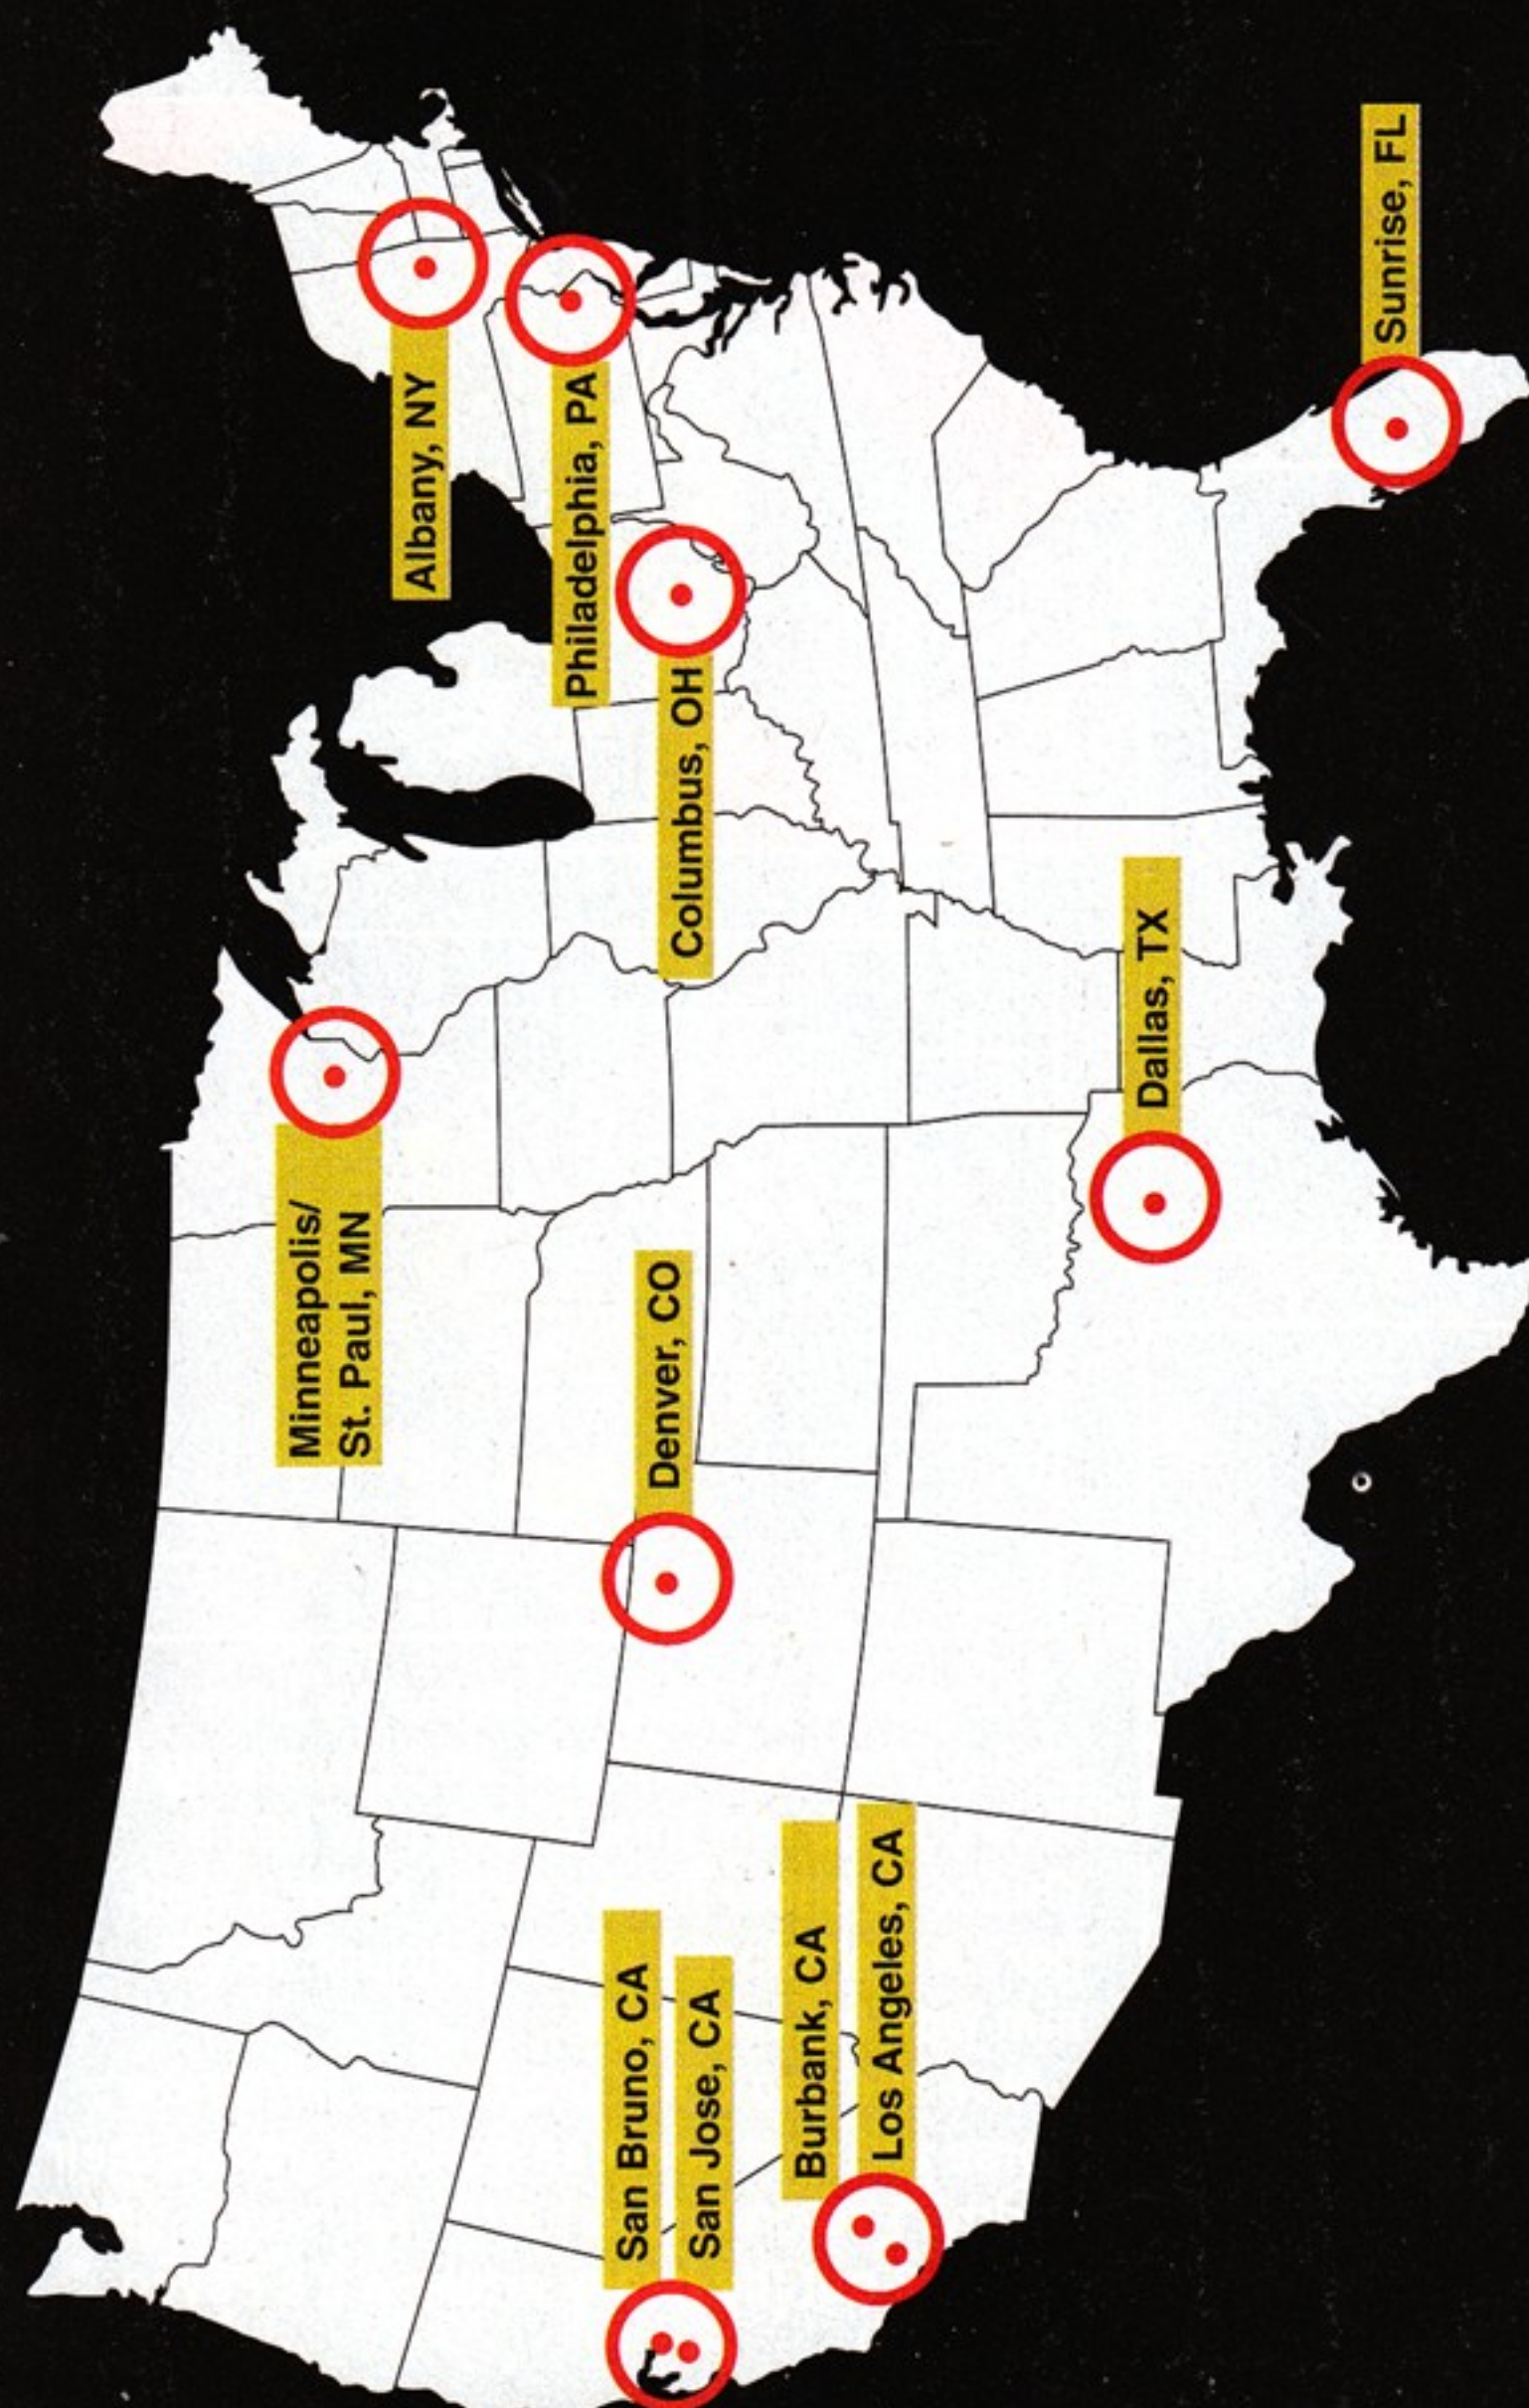 Albany, NY
Philadelphia, PA
Columbus, OH
Minneapolis/
St. Paul, MN
Denver, CO
Dallas, TX
Sunrise, FL
San Bruno, CA
San Jose, CA
Burbank, CA
Los Angeles, CA